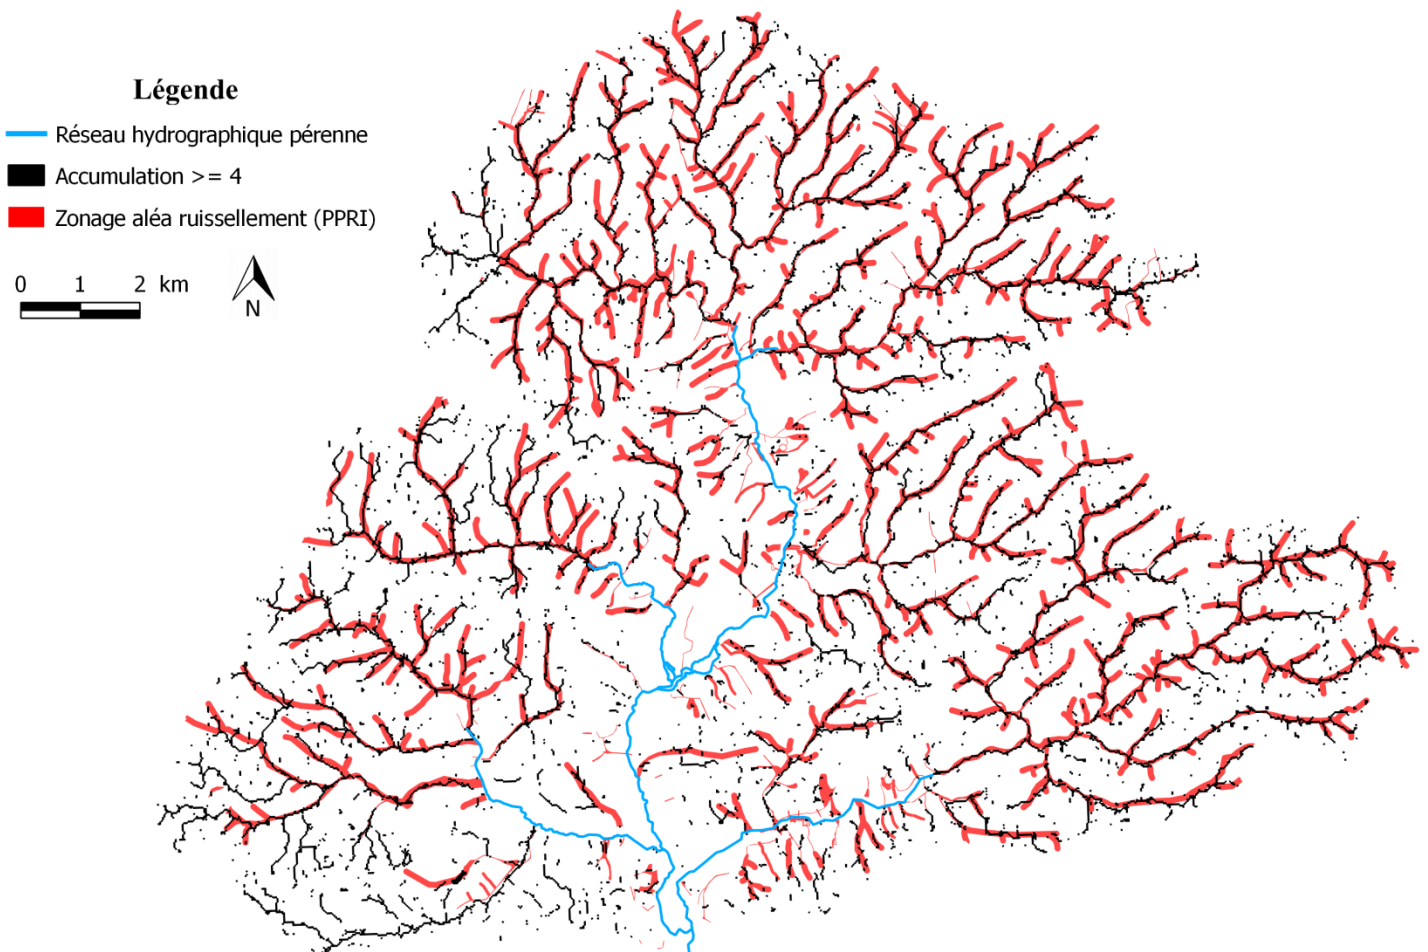 Légende
Réseau hydrographique pérenne
Accumulation >= 4
Zonage aléa ruissellement (PPRI)
0 1 2 km
N